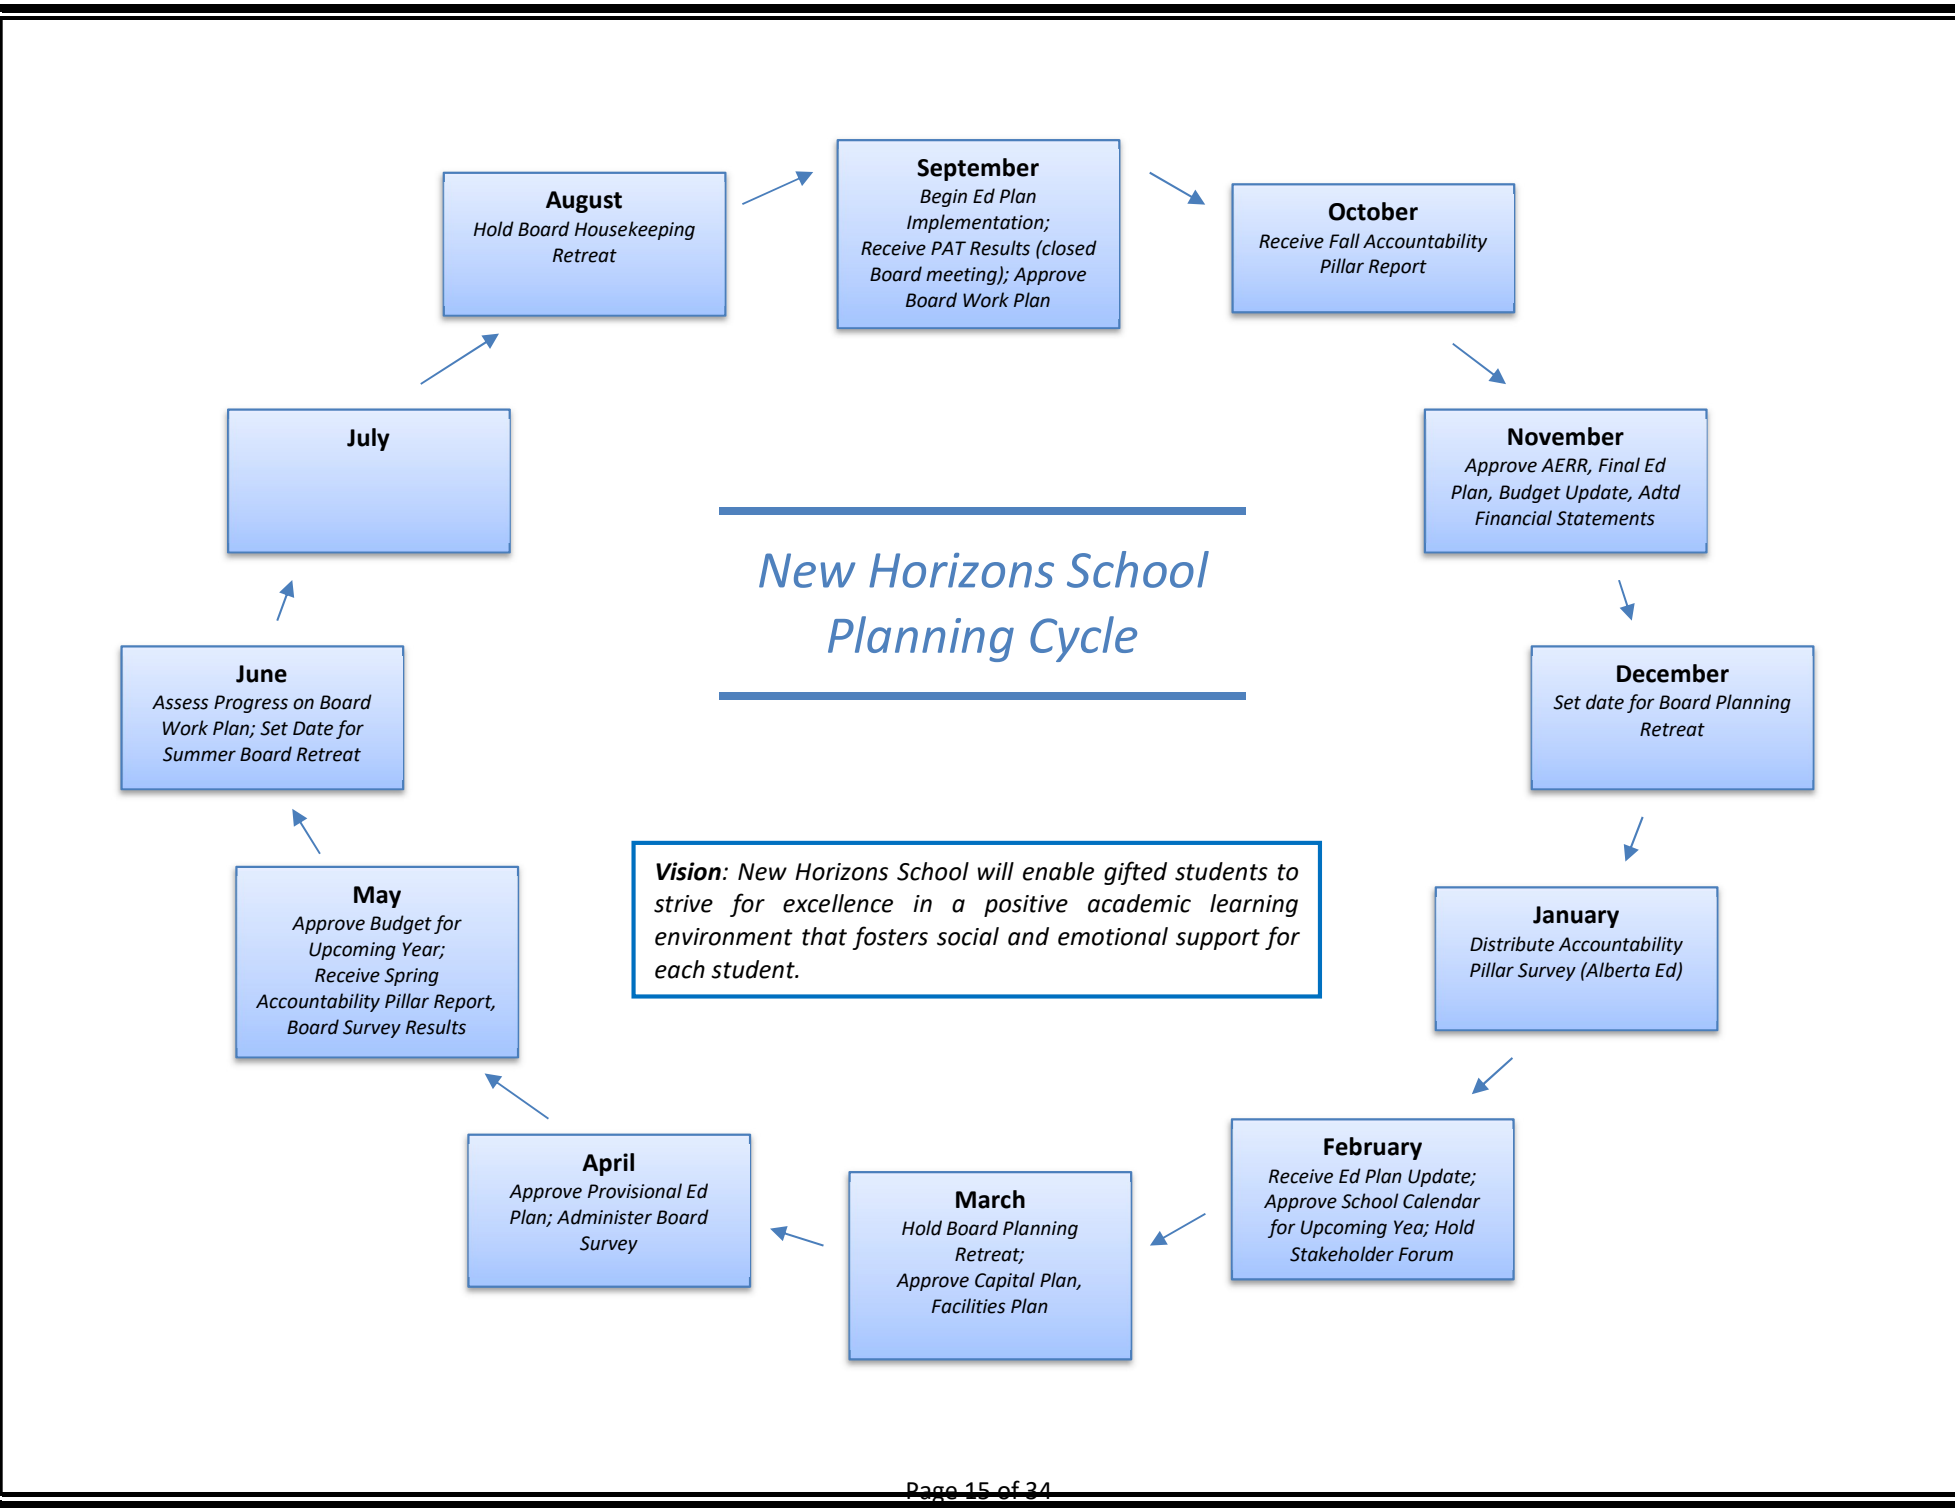 September
Begin Ed Plan
Implementation;
Receive PAT Results (closed
Board meeting); Approve
Board Work Plan
October
Receive Fall Accountability
Pillar Report
November
Approve AERR, Final Ed
Plan, Budget Update, Adtd
Financial Statements
December
Set date for Board Planning
Retreat
January
Distribute Accountability
Pillar Survey (Alberta Ed)
February
Receive Ed Plan Update;
Approve School Calendar
for Upcoming Yea; Hold
Stakeholder Forum
March
Hold Board Planning
Retreat;
Approve Capital Plan,
Facilities Plan
April
Approve Provisional Ed
Plan; Administer Board
Survey
May
Approve Budget for
Upcoming Year;
Receive Spring
Accountability Pillar Report,
Board Survey Results
June
Assess Progress on Board
Work Plan; Set Date for
Summer Board Retreat
July
August
Hold Board Housekeeping
Retreat
New Horizons School
Planning Cycle
Vision: New Horizons School will enable gifted students to
strive for excellence in a positive academic learning
environment that fosters social and emotional support for
each student.
Page 15 of 34